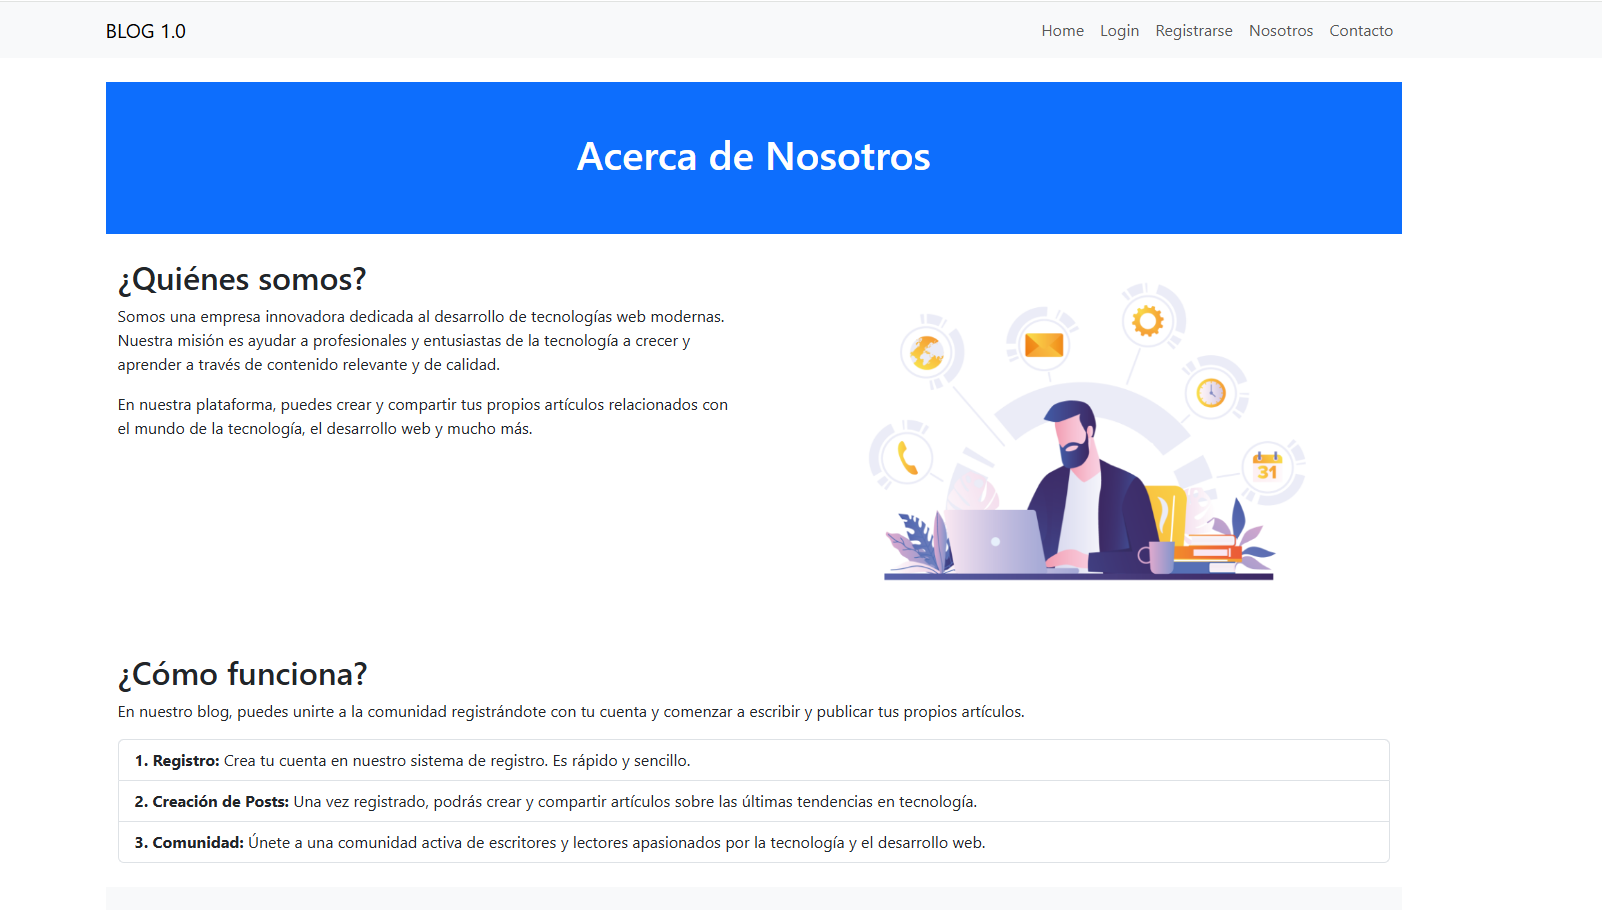 BLOG 1.0
Home Login Registrarse Nosotros Contacto
Acerca de Nosotros
¿Quiénes somos?
Somos una empresa innovadora dedicada al desarrollo de tecnologías web modernas.
Nuestra misión es ayudar a profesionales y entusiastas de la tecnología a crecer y
aprender a través de contenido relevante y de calidad.
En nuestra plataforma, puedes crear y compartir tus propios artículos relacionados con
el mundo de la tecnología, el desarrollo web y mucho más.
31
¿Cómo funciona?
En nuestro blog, puedes unirte a la comunidad registrándote con tu cuenta y comenzar a escribir y publicar tus propios artículos.
1. Registro: Crea tu cuenta en nuestro sistema de registro. Es rápido y sencillo.
2. Creación de Posts: Una vez registrado, podrás crear y compartir artículos sobre las últimas tendencias en tecnología.
3. Comunidad: Únete a una comunidad activa de escritores y lectores apasionados por la tecnología y el desarrollo web.